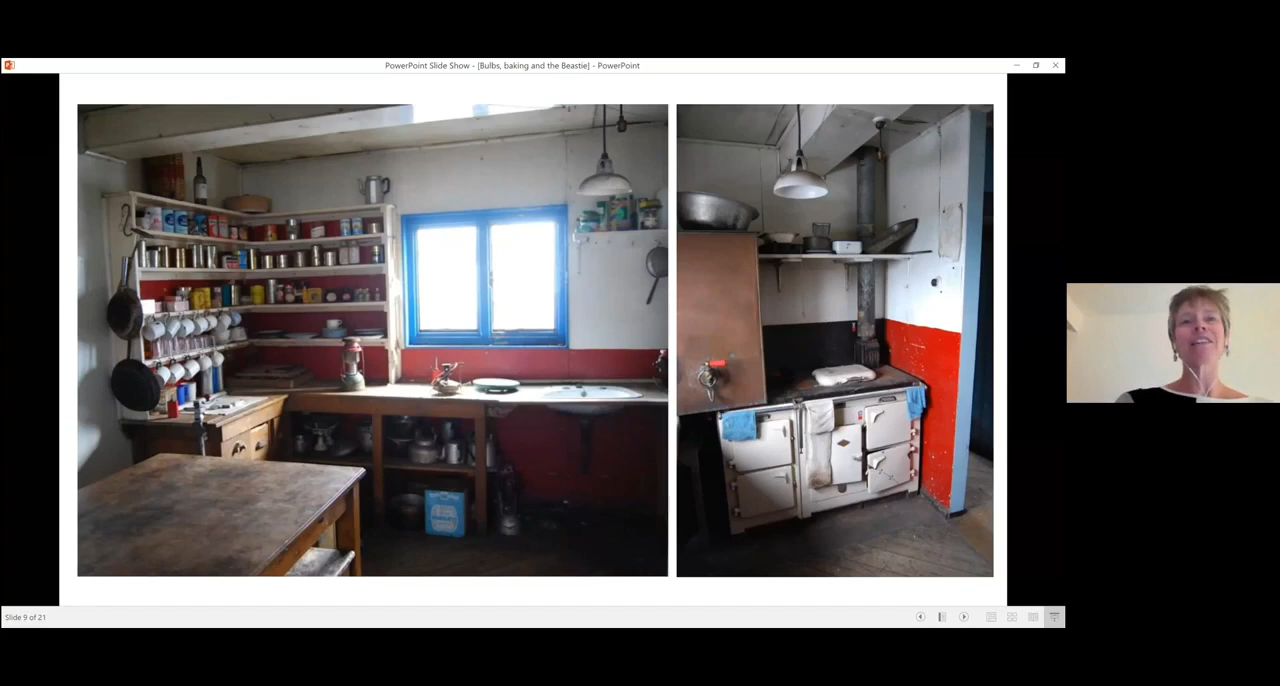 PowerPoint Slide Show - [Bulbs, baking and the Beastie] - PowerPoint
Slide 9 of 21